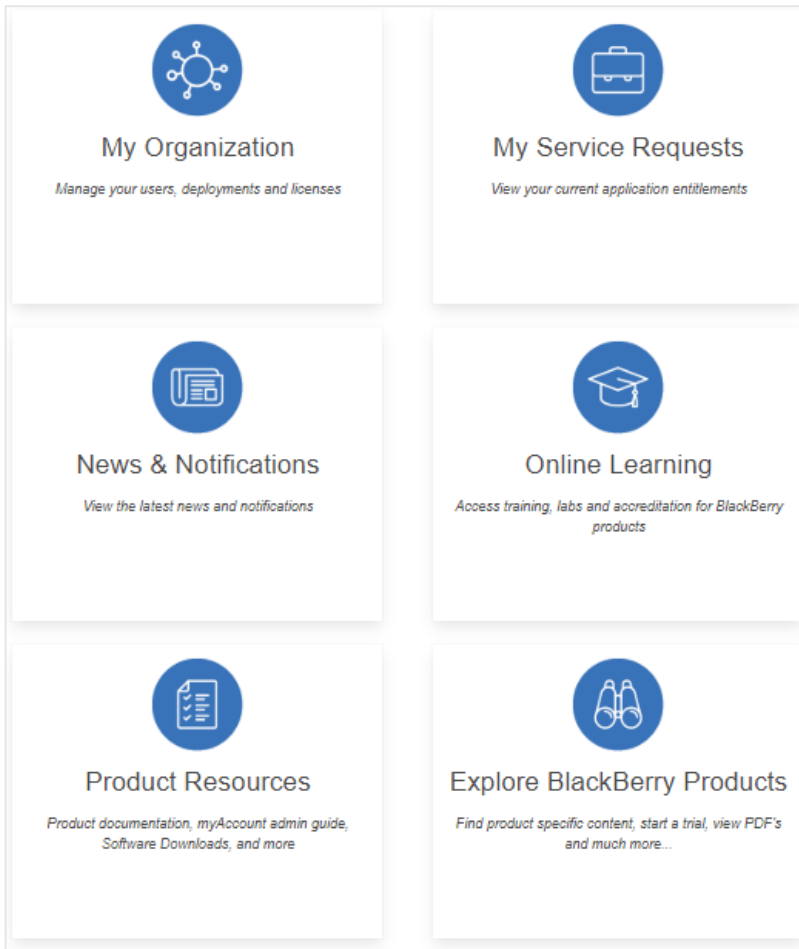 My Organization
Manage your users, deployments and licenses
My Service Requests
View your current application entitlements
News & Notifications
View the latest news and notifications
Online Learning
Access training, labs and accreditation for BlackBerry
products
Product Resources
Product documentation, myAccount admin guide,
Software Downloads, and more
Explore BlackBerry Products
Find product specific content, start a trial, view PDF's
and much more...